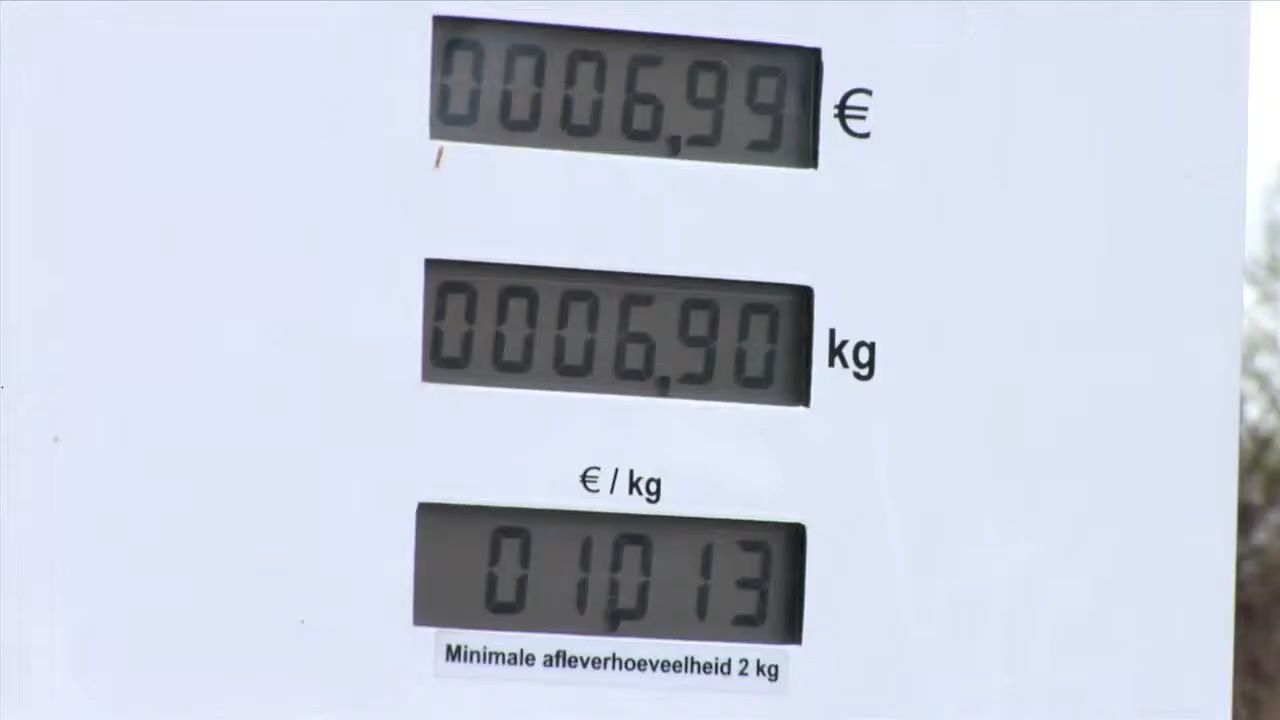 0006,99 €
0006,90 kg
€ / kg
01,013
Minimale afleverhoeveelheid 2 kg